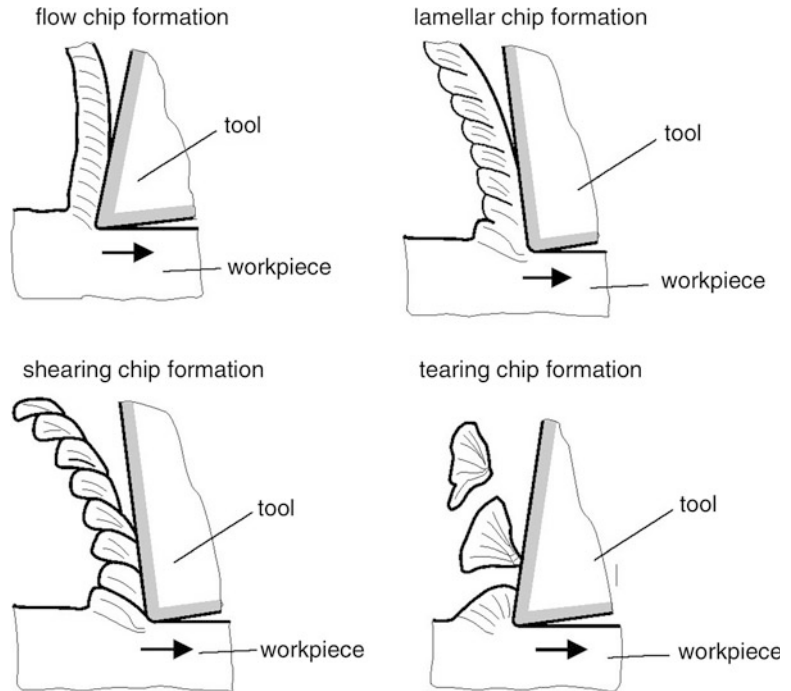 flow chip formation
lamellar chip formation
tool
tool
workpiece
workpiece
shearing chip formation
tearing chip formation
tool
tool
workpiece
workpiece